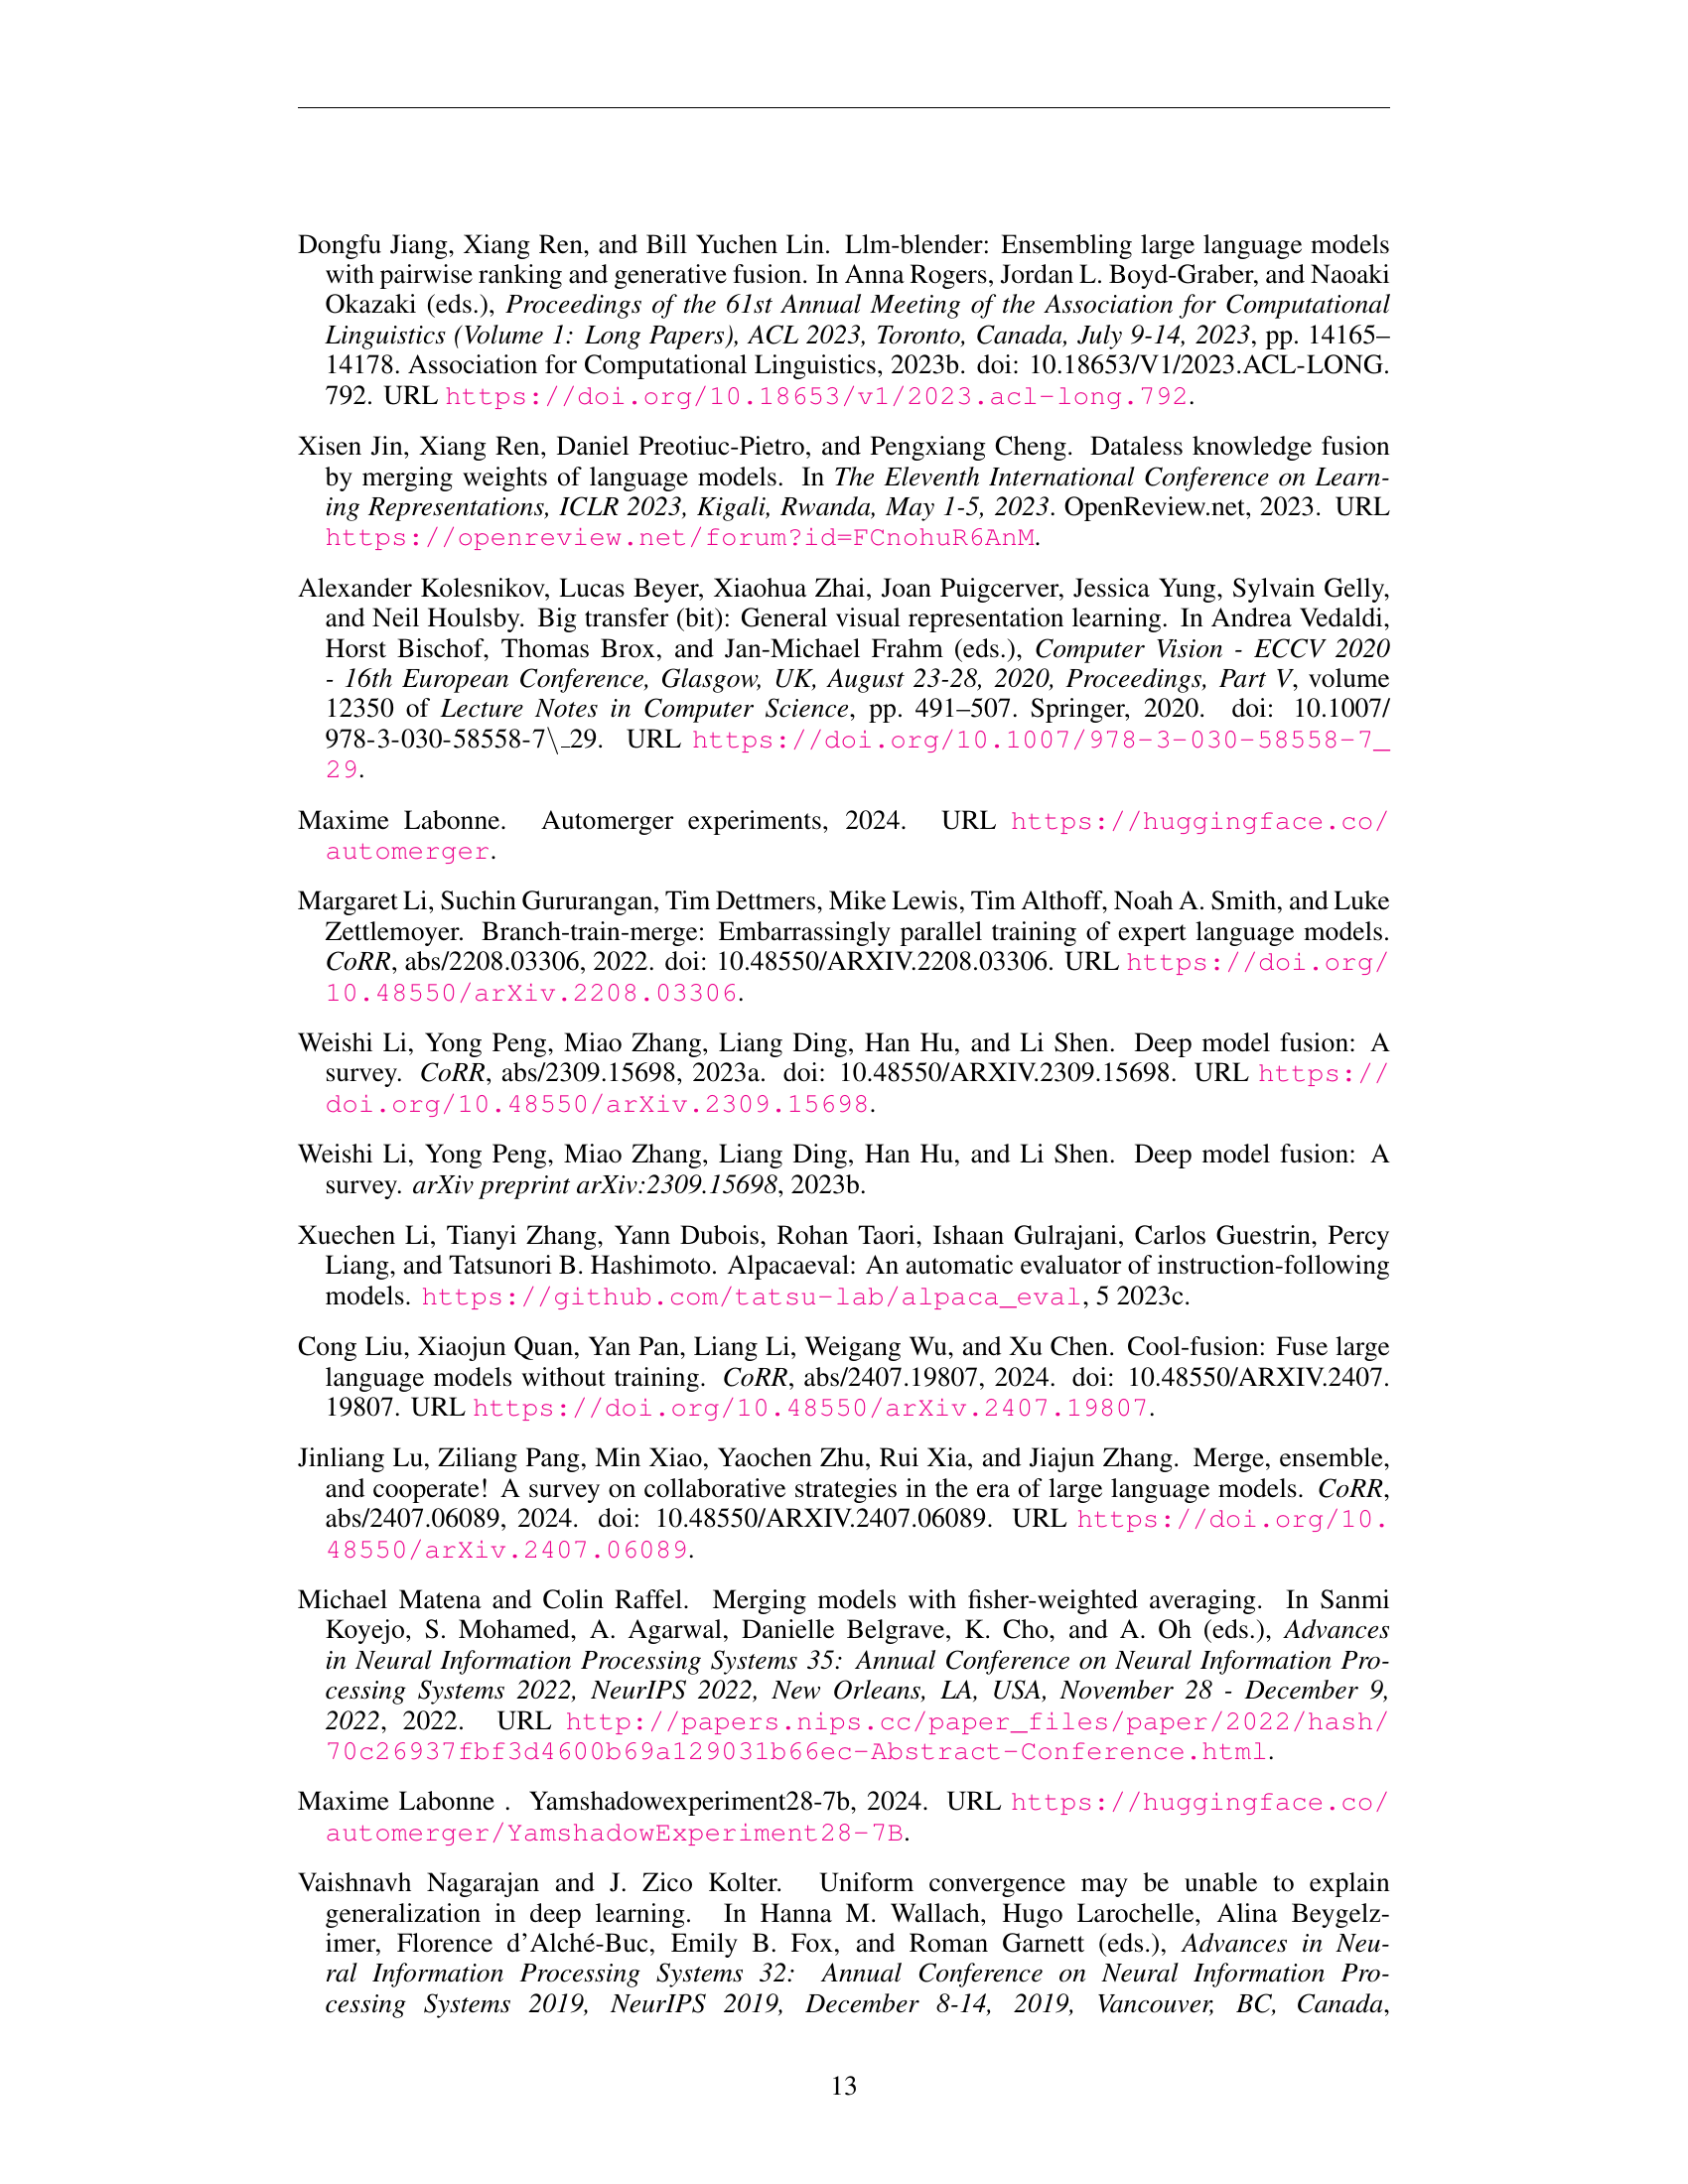 Dongfu Jiang, Xiang Ren, and Bill Yuchen Lin. Llm-blender: Ensembling large language models
with pairwise ranking and generative fusion. In Anna Rogers, Jordan L. Boyd-Graber, and Naoaki
Okazaki (eds.), Proceedings of the 61st Annual Meeting of the Association for Computational
Linguistics (Volume 1: Long Papers), ACL 2023, Toronto, Canada, July 9-14, 2023, pp. 14165–
14178. Association for Computational Linguistics, 2023b. doi: 10.18653/V1/2023.ACL-LONG.
792. URL https://doi.org/10.18653/v1/2023.acl-long.792.
Xisen Jin, Xiang Ren, Daniel Preotiuc-Pietro, and Pengxiang Cheng. Dataless knowledge fusion
by merging weights of language models. In The Eleventh International Conference on Learn-
ing Representations, ICLR 2023, Kigali, Rwanda, May 1-5, 2023. OpenReview.net, 2023. URL
https://openreview.net/forum?id=FCnohuR6AnM.
Alexander Kolesnikov, Lucas Beyer, Xiaohua Zhai, Joan Puigcerver, Jessica Yung, Sylvain Gelly,
and Neil Houlsby. Big transfer (bit): General visual representation learning. In Andrea Vedaldi,
Horst Bischof, Thomas Brox, and Jan-Michael Frahm (eds.), Computer Vision - ECCV 2020
- 16th European Conference, Glasgow, UK, August 23-28, 2020, Proceedings, Part V, volume
12350 of Lecture Notes in Computer Science, pp. 491–507. Springer, 2020. doi: 10.1007/
978-3-030-58558-7\_29. URL https://doi.org/10.1007/978-3-030-58558-7_
29.
Maxime Labonne. Automerger experiments, 2024. URL https://huggingface.co/
automerger.
Margaret Li, Suchin Gururangan, Tim Dettmers, Mike Lewis, Tim Althoff, Noah A. Smith, and Luke
Zettlemoyer. Branch-train-merge: Embarrassingly parallel training of expert language models.
CoRR, abs/2208.03306, 2022. doi: 10.48550/ARXIV.2208.03306. URL https://doi.org/
10.48550/arXiv.2208.03306.
Weishi Li, Yong Peng, Miao Zhang, Liang Ding, Han Hu, and Li Shen. Deep model fusion: A
survey. CoRR, abs/2309.15698, 2023a. doi: 10.48550/ARXIV.2309.15698. URL https://
doi.org/10.48550/arXiv.2309.15698.
Weishi Li, Yong Peng, Miao Zhang, Liang Ding, Han Hu, and Li Shen. Deep model fusion: A
survey. arXiv preprint arXiv:2309.15698, 2023b.
Xuechen Li, Tianyi Zhang, Yann Dubois, Rohan Taori, Ishaan Gulrajani, Carlos Guestrin, Percy
Liang, and Tatsunori B. Hashimoto. Alpacaeval: An automatic evaluator of instruction-following
models. https://github.com/tatsu-lab/alpaca_eval, 5 2023c.
Cong Liu, Xiaojun Quan, Yan Pan, Liang Li, Weigang Wu, and Xu Chen. Cool-fusion: Fuse large
language models without training. CoRR, abs/2407.19807, 2024. doi: 10.48550/ARXIV.2407.
19807. URL https://doi.org/10.48550/arXiv.2407.19807.
Jinliang Lu, Ziliang Pang, Min Xiao, Yaochen Zhu, Rui Xia, and Jiajun Zhang. Merge, ensemble,
and cooperate! A survey on collaborative strategies in the era of large language models. CoRR,
abs/2407.06089, 2024. doi: 10.48550/ARXIV.2407.06089. URL https://doi.org/10.
48550/arXiv.2407.06089.
Michael Matena and Colin Raffel. Merging models with fisher-weighted averaging. In Sanmi
Koyejo, S. Mohamed, A. Agarwal, Danielle Belgrave, K. Cho, and A. Oh (eds.), Advances
in Neural Information Processing Systems 35: Annual Conference on Neural Information Pro-
cessing Systems 2022, NeurIPS 2022, New Orleans, LA, USA, November 28 - December 9,
2022, 2022. URL http://papers.nips.cc/paper_files/paper/2022/hash/
70c26937fbf3d4600b69a129031b66ec-Abstract-Conference.html.
Maxime Labonne . Yamshadowexperiment28-7b, 2024. URL https://huggingface.co/
automerger/YamshadowExperiment28-7B.
Vaishnavh Nagarajan and J. Zico Kolter. Uniform convergence may be unable to explain
generalization in deep learning. In Hanna M. Wallach, Hugo Larochelle, Alina Beygelz-
imer, Florence d'Alché-Buc, Emily B. Fox, and Roman Garnett (eds.), Advances in Neu-
ral Information Processing Systems 32: Annual Conference on Neural Information Pro-
cessing Systems 2019, NeurIPS 2019, December 8-14, 2019, Vancouver, BC, Canada,
13